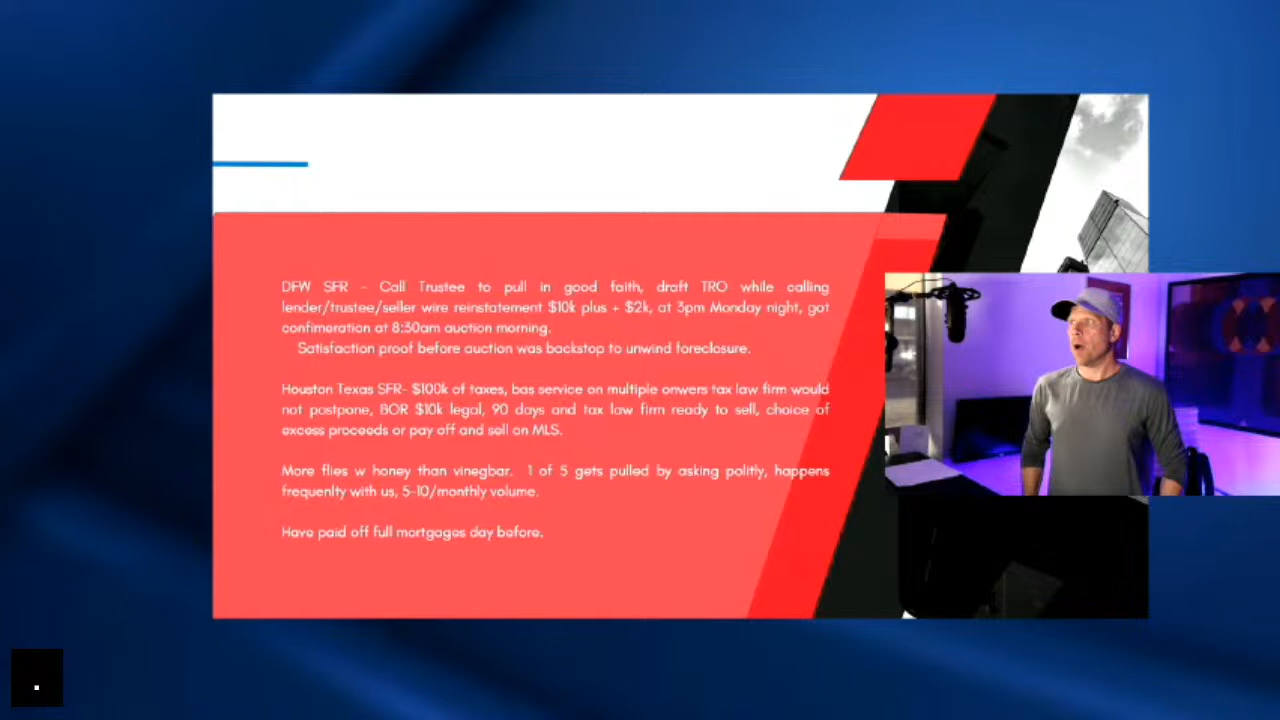 DFW SFR - Call Trustee to pull in good faith, draft TRO while calling
lender/trustee/seller wire reinstatement $10k plus + $2k, at 3pm Monday night, got
confimeration at 8:30am auction morning.
Satisfaction proof before auction was backstop to unwind foreclosure.
Houston Texas SFR- $100k of taxes, bas service on multiple onwers tax law firm would
not postpone, BOR $10k legal, 90 days and tax law firm ready to sell, choice of
excess proceeds or pay off and sell on MLS.
More flies w honey than vinegbar. 1 of 5 gets pulled by asking politly, happens
frequenlty with us, 5-10/monthly volume.
Have paid off full mortgages day before.
.